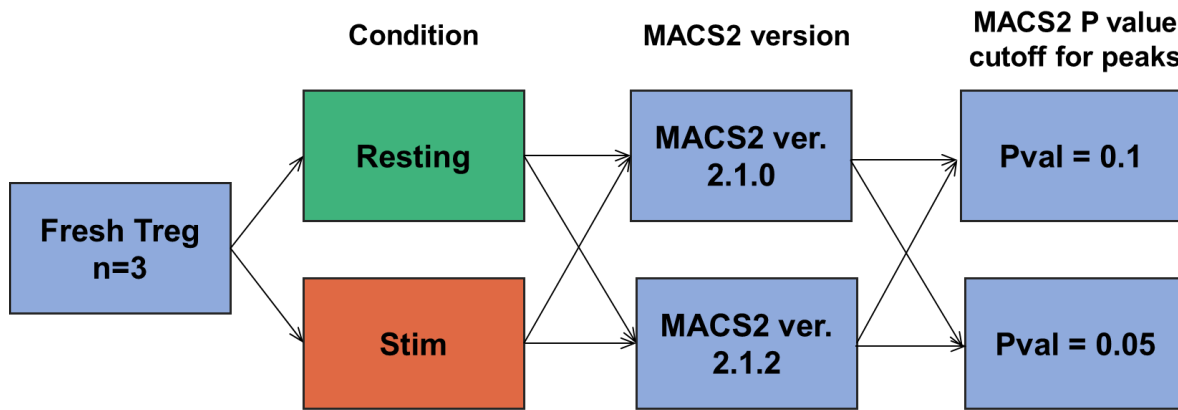 Condition
MACS2 version
MACS2 P value
cutoff for peaks
Fresh Treg
n=3
Resting
Stim
MACS2 ver.
2.1.0
MACS2 ver.
2.1.2
Pval = 0.1
Pval = 0.05